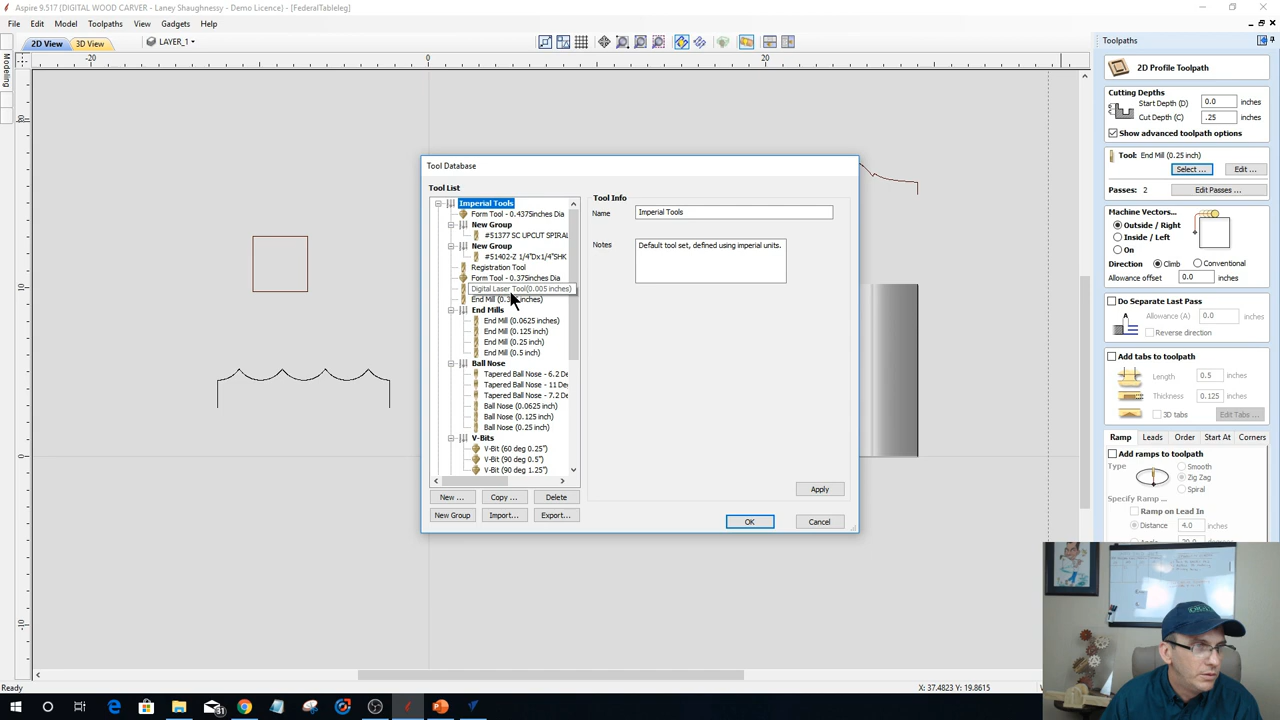 Aspire 9.517 (DIGITAL WOOD CARVER) - Laney Shaughnessy - Demo Licence] - [FederalTableleg]
File Edit Model Toolpaths View Gadgets Help
2D View 3D View LAYER_1
-20 0 20
Modeling
10
0
Tool Database
Tool List
Imperial Tools
Form Tool - 0.4375inches Dia
New Group
#51377 SC UPCUT SPIRAL
New Group
#51402-Z 1/4"Dx1/4"SHK
Registration Tool
Form Tool - 0.375inches Dia
Digital Laser Tool(0.005 inches)
End Mills
End Mill (0.0625 inches)
End Mill (0.125 inch)
End Mill (0.25 inch)
End Mill (0.5 inch)
Ball Nose
Tapered Ball Nose - 6.2 De
Tapered Ball Nose - 11 De
Tapered Ball Nose - 7.2 De
Ball Nose (0.0625 inch)
Ball Nose (0.125 inch)
Ball Nose (0.25 inch)
V-Bits
V-Bit (60 deg 0.25")
V-Bit (90 deg 0.5")
V-Bit (90 deg 1.25")
New ... Copy ... Delete
New Group Import... Export...
Tool Info
Name Imperial Tools
Notes Default tool set, defined using imperial units.
Apply
OK Cancel
Toolpaths
2D Profile Toolpath
Cutting Depths
Start Depth (D) 0.0 inches
Cut Depth (C) .25 inches
Show advanced toolpath options
Tool: End Mill (0.25 inch)
Select ... Edit ...
Passes: 2 Edit Passes ...
Machine Vectors...
Outside / Right
Inside / Left
On
Direction Climb Conventional
Allowance offset 0.0 inches
Do Separate Last Pass
Allowance (A) 0.0 inches
Reverse direction
Add tabs to toolpath
Length 0.5 inches
Thickness 0.125 inches
3D tabs Edit Tabs ...
Ramp Leads Order Start At Corners
Add ramps to toolpath
Type Smooth
Zig Zag
Spiral
Specify Ramp ...
Ramp on Lead In
Distance 4.0 inches
Ready X: 37.4823 Y: 19.8615
31